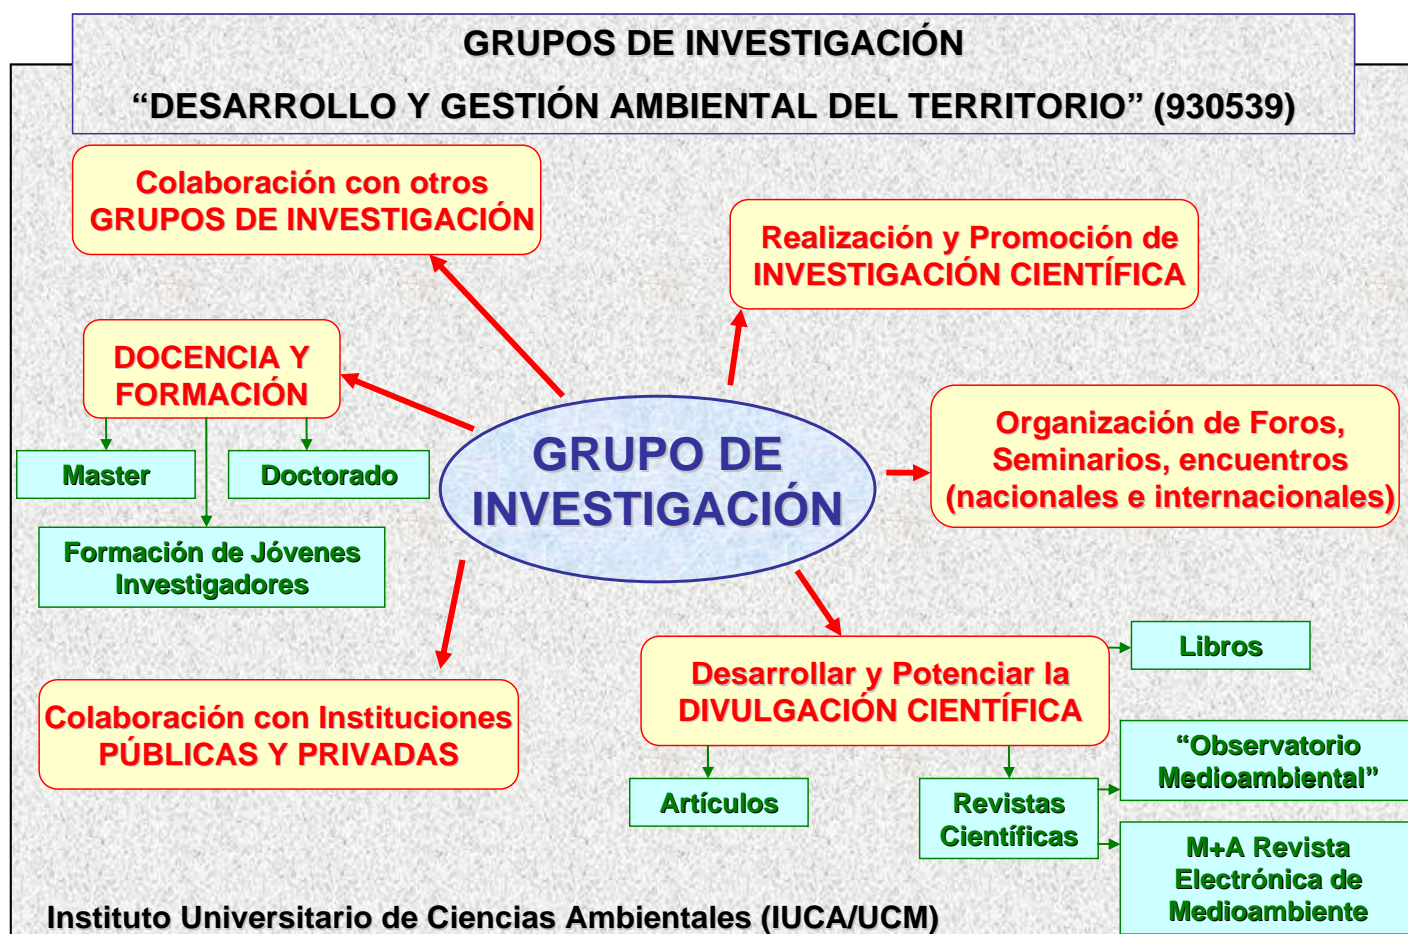 GRUPOS DE INVESTIGACIÓN
“DESARROLLO Y GESTIÓN AMBIENTAL DEL TERRITORIO” (930539)
Colaboración con otros
GRUPOS DE INVESTIGACIÓN
Realización y Promoción de
INVESTIGACIÓN CIENTÍFICA
DOCENCIA Y
FORMACIÓN
Master
Doctorado
Formación de Jóvenes
Investigadores
GRUPO DE
INVESTIGACIÓN
Organización de Foros,
Seminarios, encuentros
(nacionales e internacionales)
Colaboración con Instituciones
PÚBLICAS Y PRIVADAS
Desarrollar y Potenciar la
DIVULGACIÓN CIENTÍFICA
Libros
Artículos
Revistas
Científicas
“Observatorio
Medioambiental”
M+A Revista
Electrónica de
Medioambiente
Instituto Universitario de Ciencias Ambientales (IUCA/UCM)